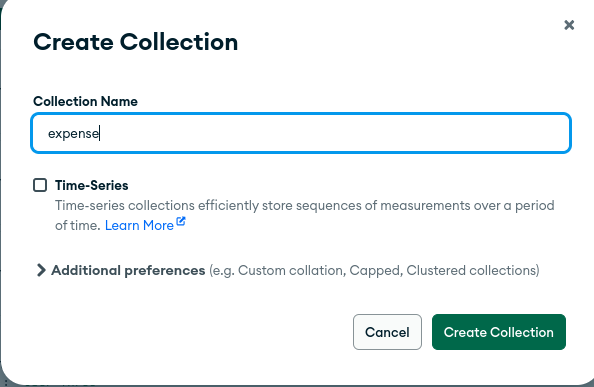 Create Collection
Collection Name
expense
Time-Series
Time-series collections efficiently store sequences of measurements over a period
of time. Learn More
Additional preferences (e.g. Custom collation, Capped, Clustered collections)
Cancel
Create Collection